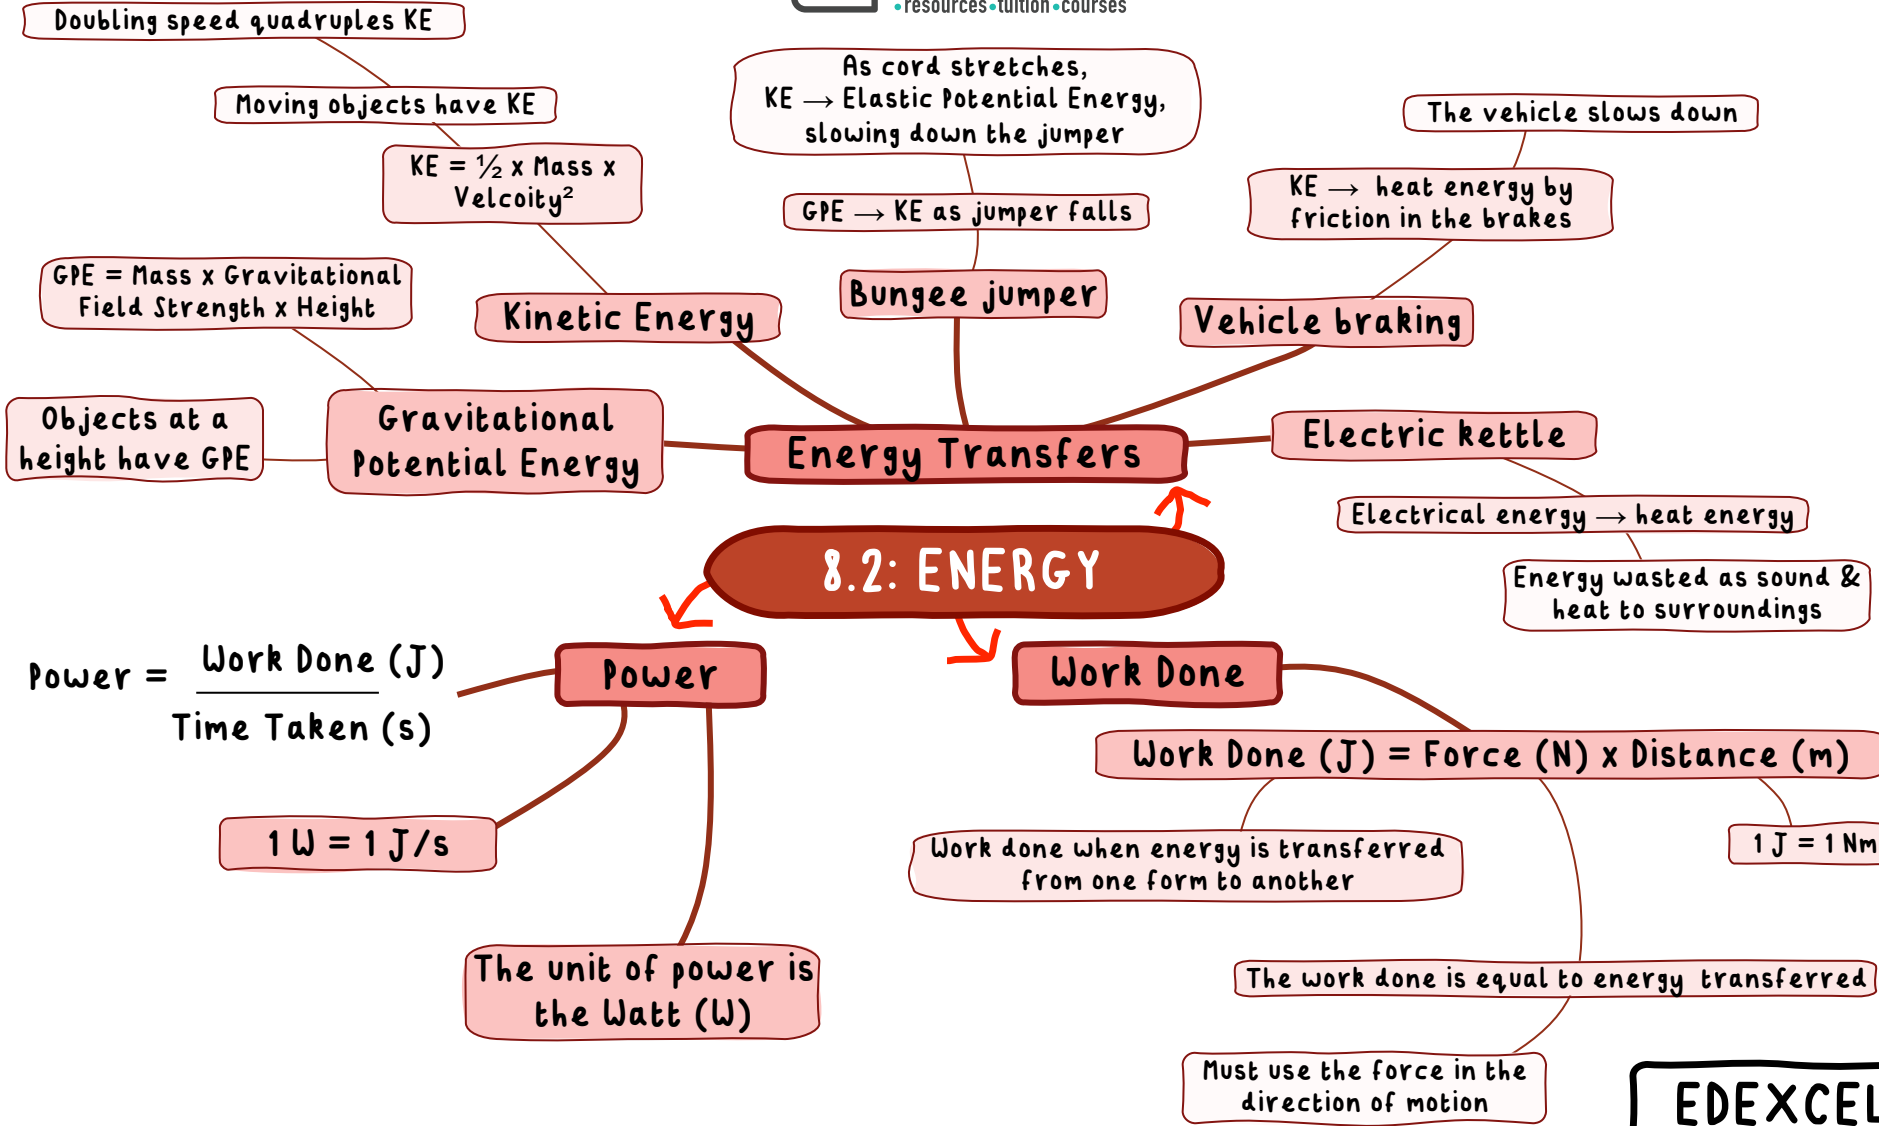 •resources•tuition•courses
Doubling speed quadruples KE
Moving objects have KE
KE = ½ x Mass x
Velcoity²
Kinetic Energy
GPE = Mass x Gravitational
Field Strength x Height
Objects at a
height have GPE
Gravitational
Potential Energy
As cord stretches,
KE → Elastic Potential Energy,
slowing down the jumper
GPE → KE as jumper falls
Bungee jumper
The vehicle slows down
KE → heat energy by
friction in the brakes
Vehicle braking
Energy Transfers
Electric kettle
Electrical energy → heat energy
Energy wasted as sound &
heat to surroundings
8.2: ENERGY
Power
Power = Work Done (J)
Time Taken (s)
1 W = 1 J/s
The unit of power is
the Watt (W)
Work Done
Work Done (J) = Force (N) x Distance (m)
Work done when energy is transferred
from one form to another
1 J = 1 Nm
The work done is equal to energy transferred
Must use the force in the
direction of motion
EDEXCEL